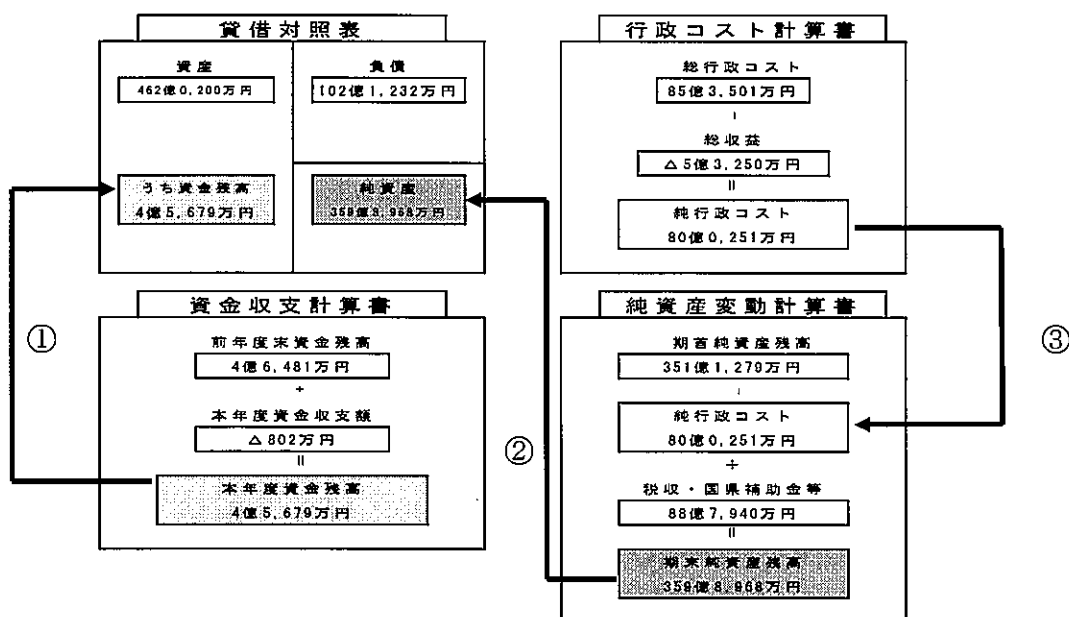 貸借対照表
資産
462億0,200万円
負債
102億1,232万円
うち資金残高
4億5,679万円
純資産
359億8,968万円
行政コスト計算書
総行政コスト
85億3,501万円
-
総収益
△5億3,250万円
=
純行政コスト
80億0,251万円
①
資金収支計算書
前年度末資金残高
4億6,481万円
+
本年度資金収支額
△802万円
=
本年度資金残高
4億5,679万円
②
純資産変動計算書
期首純資産残高
351億1,279万円
-
純行政コスト
80億0,251万円
+
税収・国県補助金等
88億7,940万円
=
期末純資産残高
359億8,968万円
③